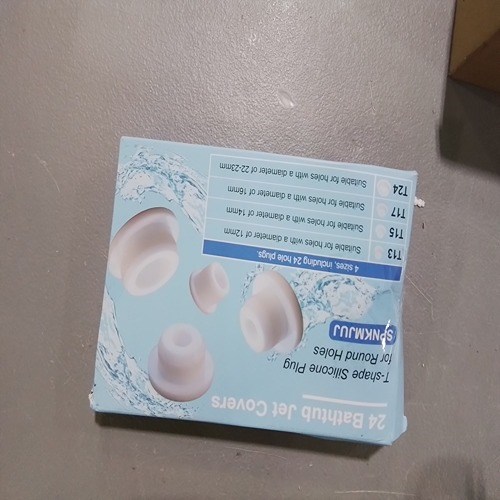 24 Bathtub Jet Covers
T-shape Silicone Plug
for Round Holes
SPNKMJUJ
4 sizes, including 24 hole plugs
T13 Suitable for holes with a diameter of 12mm
T15 Suitable for holes with a diameter of 14mm
T17 Suitable for holes with a diameter of 16mm
T24 Suitable for holes with a diameter of 22-23mm